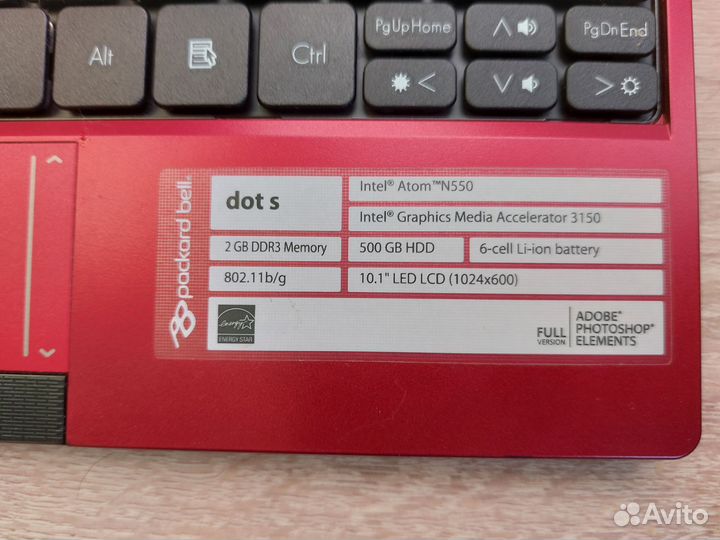 PgUp Home
PgDn End
Alt
Ctrl
<
>
packard bell.
dot s
Intel® Atom™N550
Intel® Graphics Media Accelerator 3150
2 GB DDR3 Memory
500 GB HDD
6-cell Li-ion battery
802.11b/g
10.1" LED LCD (1024x600)
energy
ENERGY STAR
FULL
VERSION
ADOBE®
PHOTOSHOP®
ELEMENTS
Avito